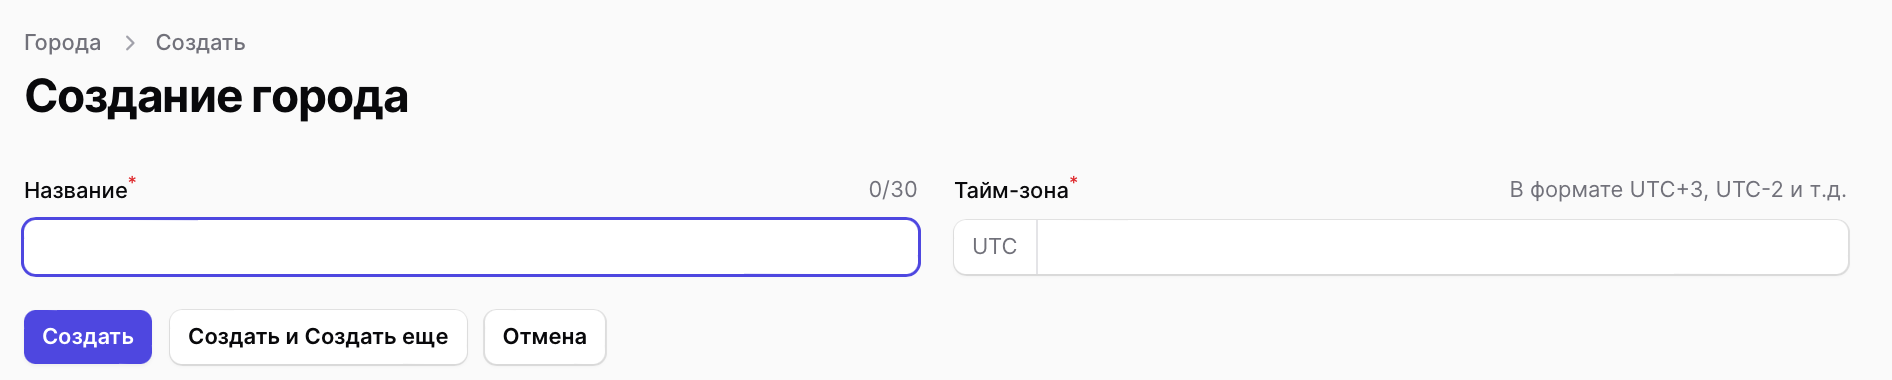 Города > Создать
Создание города
Название* 0/30
Тайм-зона* В формате UTC+3, UTC-2 и т.д.
UTC
Создать Создать и Создать еще Отмена